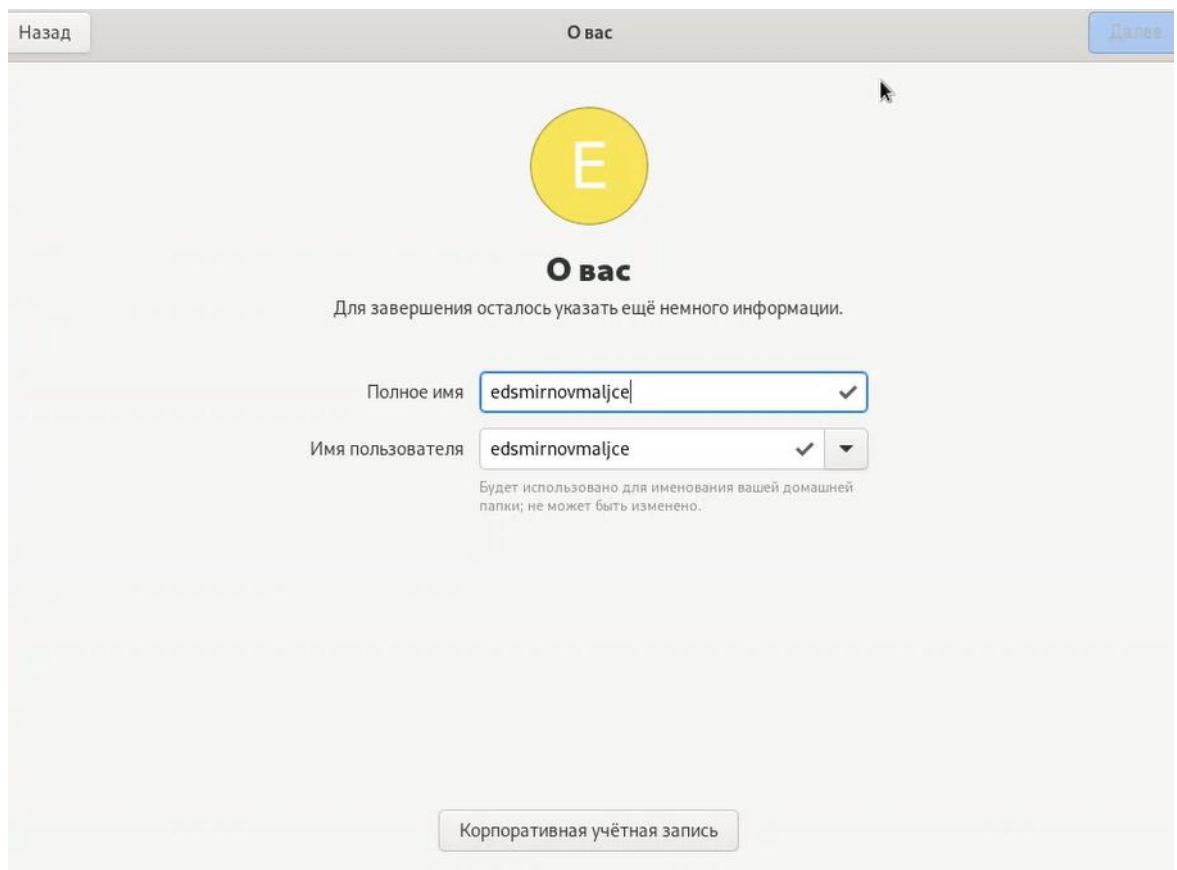 Назад
О вас
Далее
E
О вас
Для завершения осталось указать ещё немного информации.
Полное имя
edsmirnovmaljce
Имя пользователя
edsmirnovmaljce
Будет использовано для именования вашей домашней
папки; не может быть изменено.
Корпоративная учётная запись